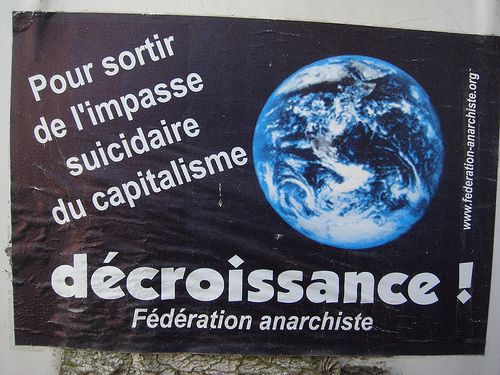 Pour sortir
de l'impasse
suicidaire
du capitalisme
www.federation-anarchiste.org
décroissance !
Fédération anarchiste